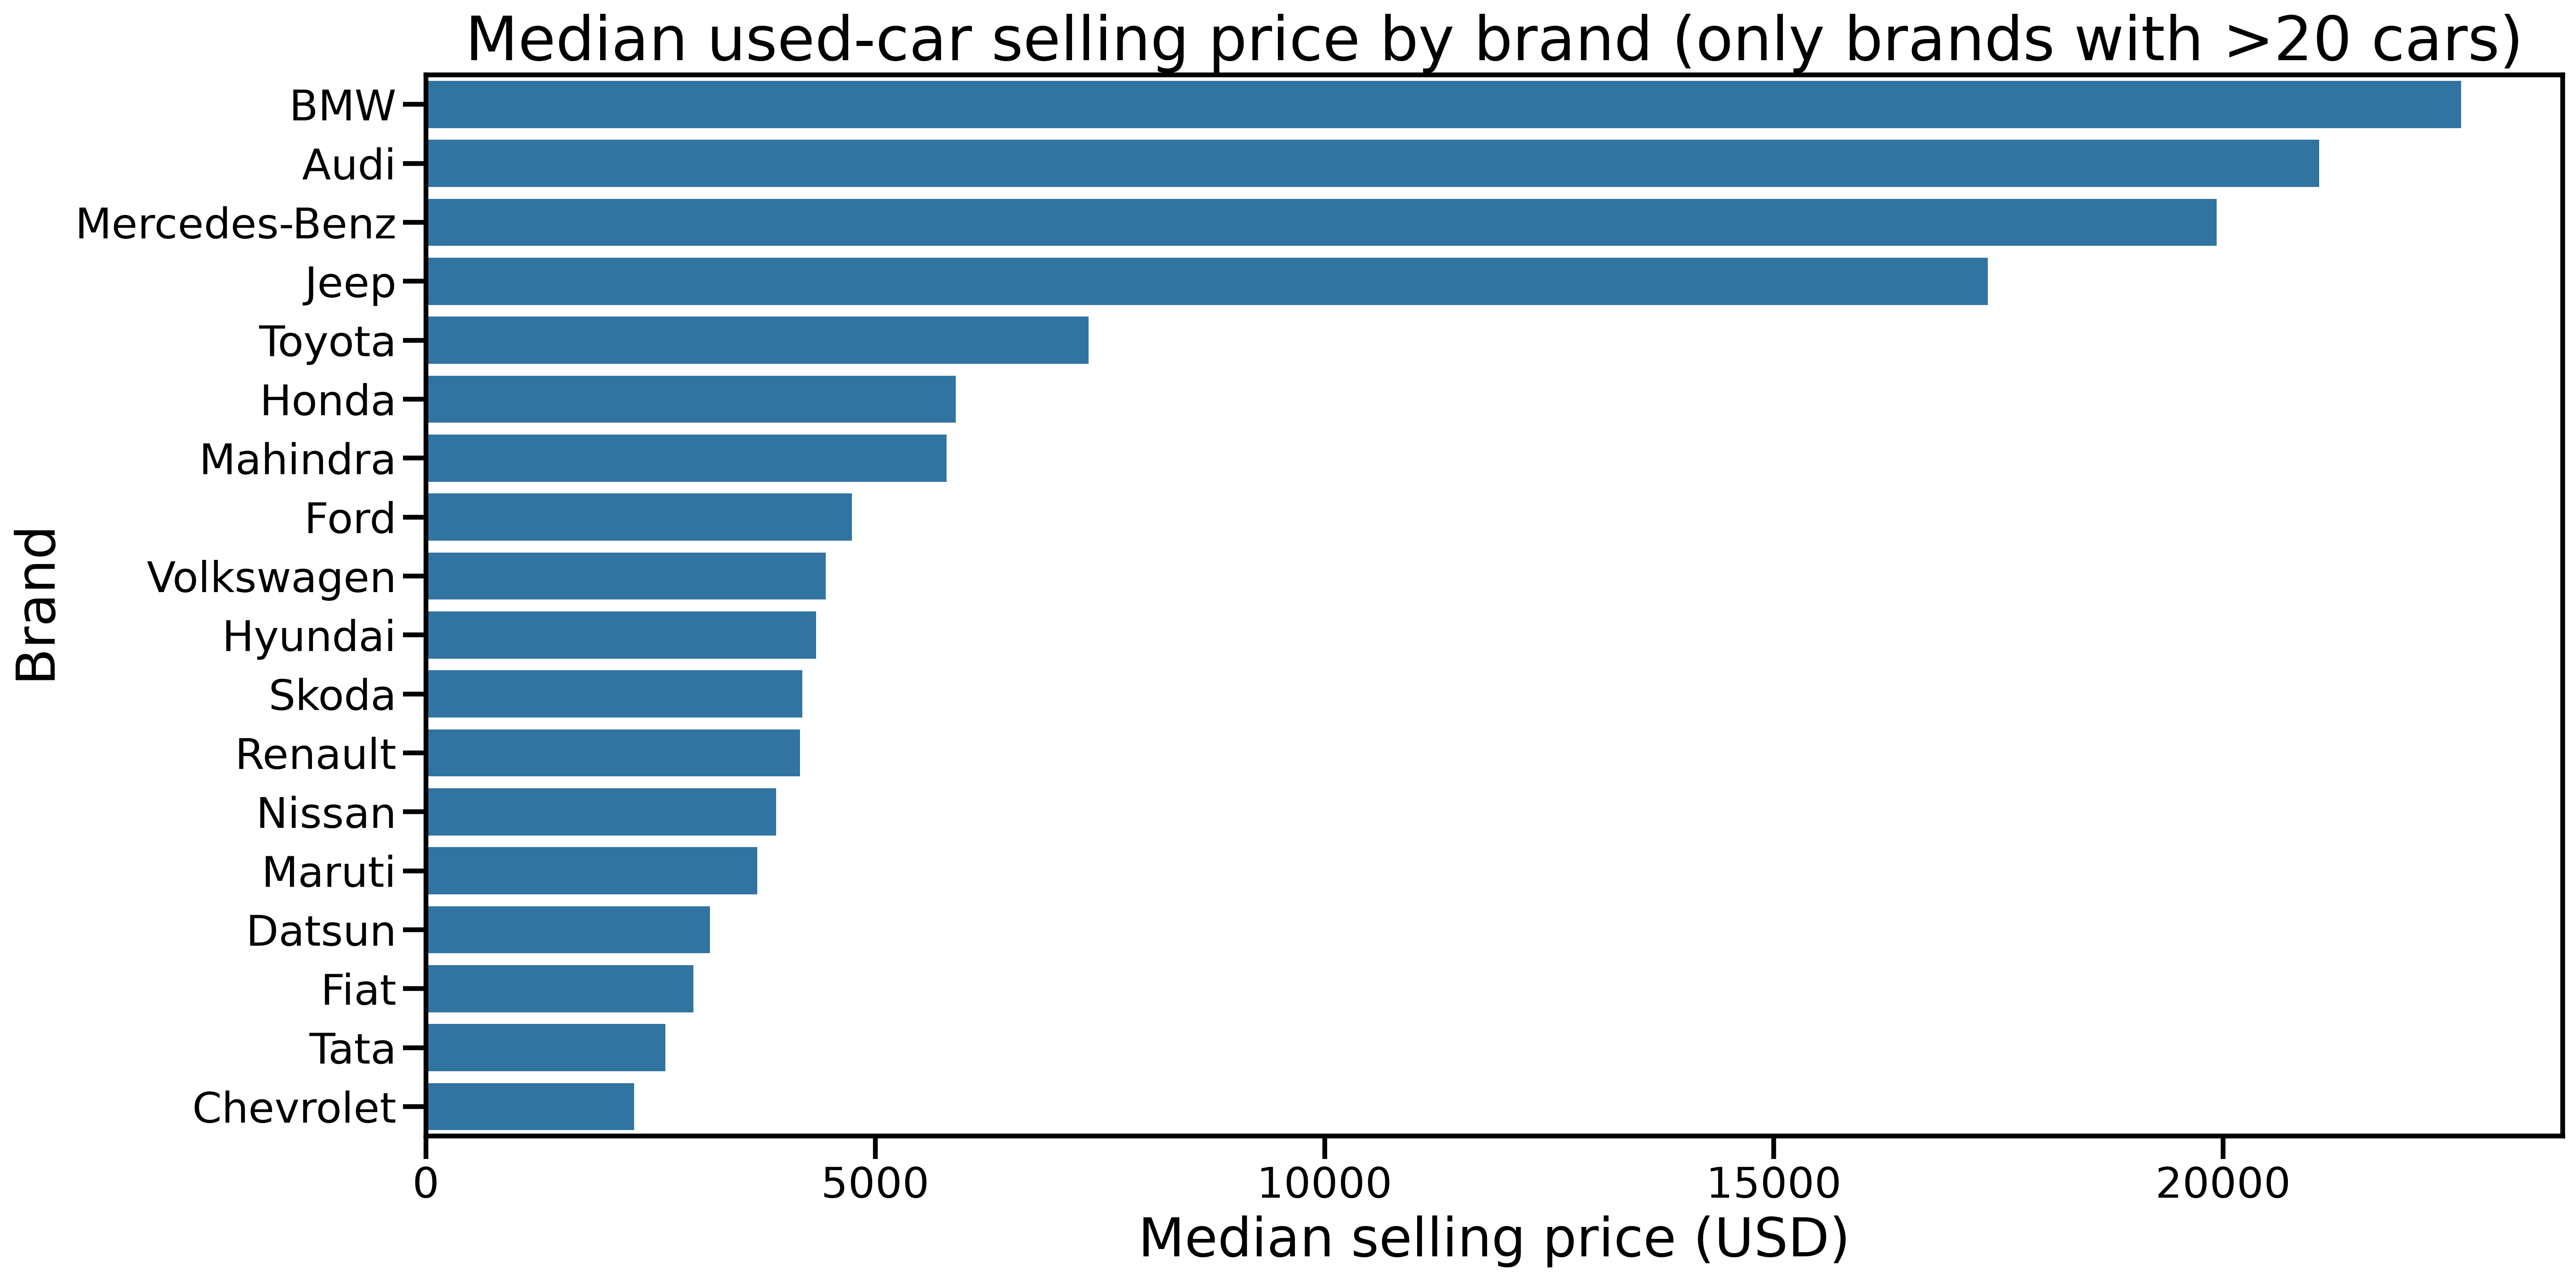 Median used-car selling price by brand (only brands with >20 cars)
BMW
Audi
Mercedes-Benz
Jeep
Toyota
Honda
Mahindra
Ford
Volkswagen
Hyundai
Skoda
Renault
Nissan
Maruti
Datsun
Fiat
Tata
Chevrolet
Brand
0 5000 10000 15000 20000
Median selling price (USD)